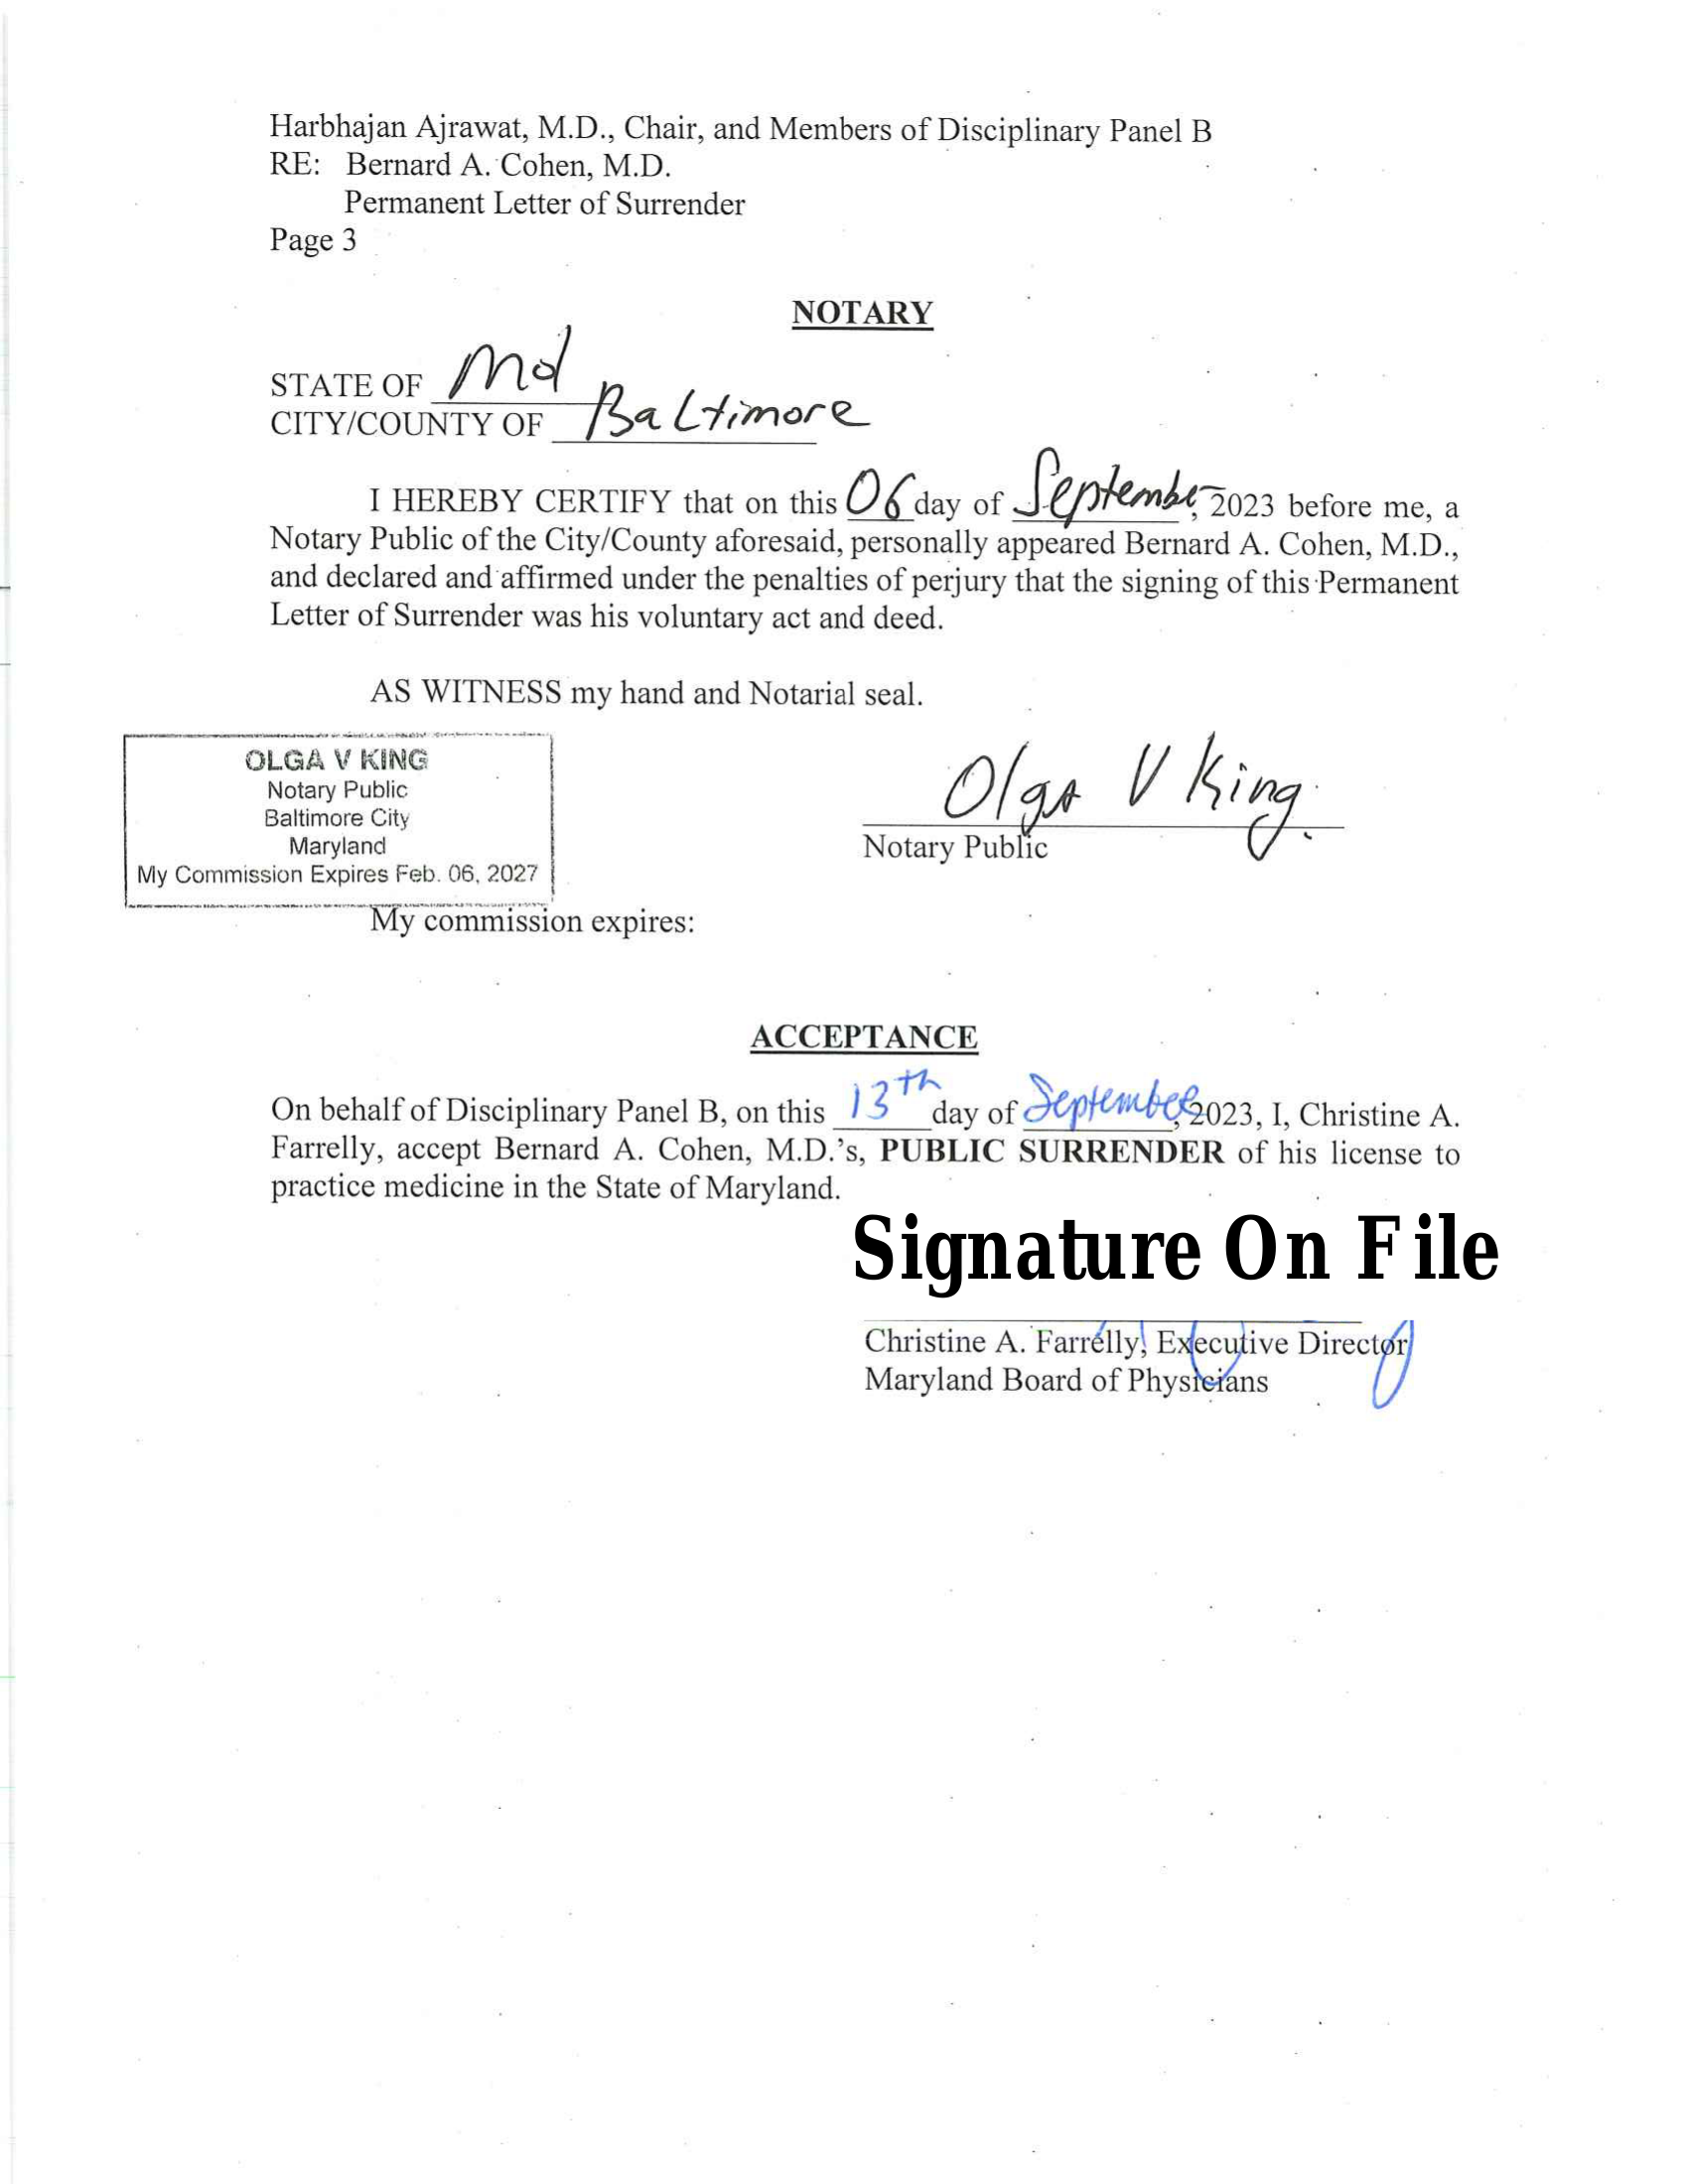 Harbhajan Ajrawat, M.D., Chair, and Members of Disciplinary Panel B
RE: Bernard A. Cohen, M.D.
Permanent Letter of Surrender
Page 3
NOTARY
STATE OF Md
CITY/COUNTY OF Baltimore
I HEREBY CERTIFY that on this 06 day of September, 2023 before me, a
Notary Public of the City/County aforesaid, personally appeared Bernard A. Cohen, M.D.,
and declared and affirmed under the penalties of perjury that the signing of this Permanent
Letter of Surrender was his voluntary act and deed.
AS WITNESS my hand and Notarial seal.
OLGA V KING
Notary Public
Baltimore City
Maryland
My Commission Expires Feb. 06, 2027
Olga V King.
Notary Public
My commission expires:
ACCEPTANCE
On behalf of Disciplinary Panel B, on this 13th day of September, 2023, I, Christine A.
Farrelly, accept Bernard A. Cohen, M.D.'s, PUBLIC SURRENDER of his license to
practice medicine in the State of Maryland.
Signature On File
Christine A. Farrelly, Executive Director
Maryland Board of Physicians